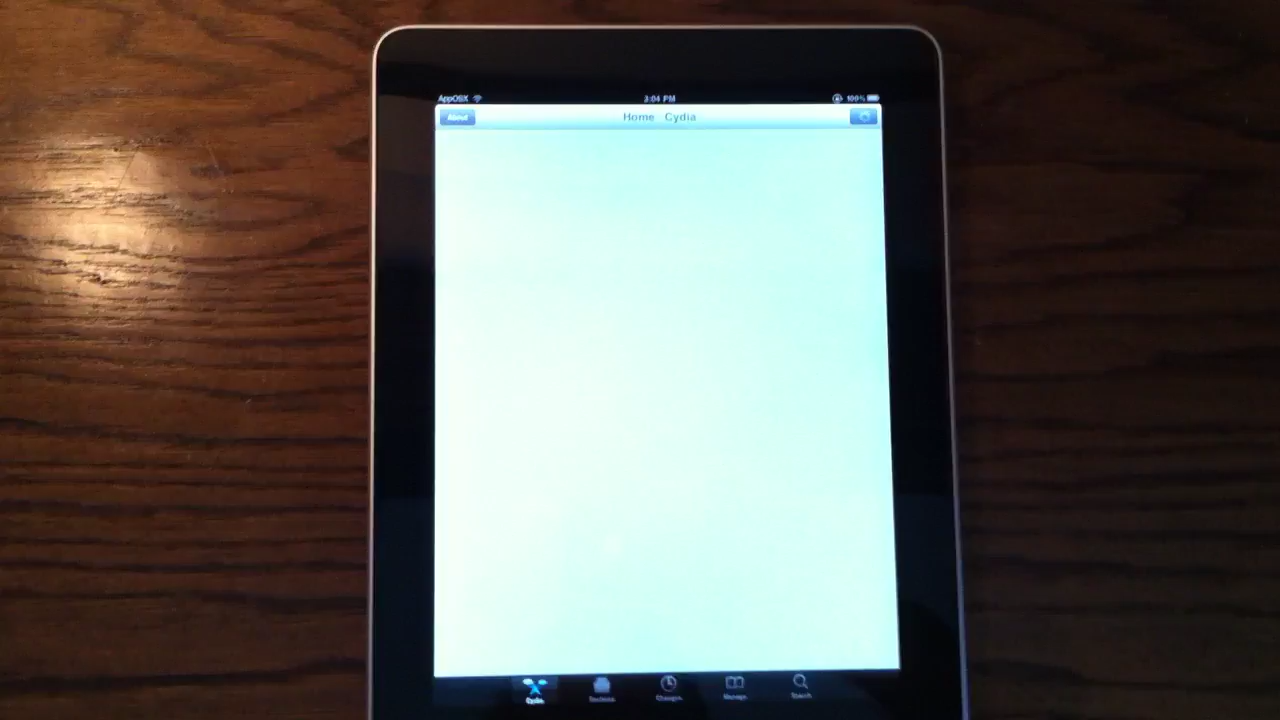 AppOSX 3:04 PM 100%
About Home Cydia
Cydia Sections Changes Manage Search